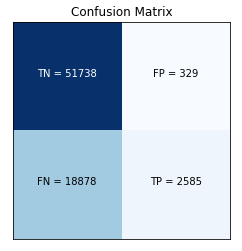 Confusion Matrix
TN = 51738 FP = 329
FN = 18878 TP = 2585